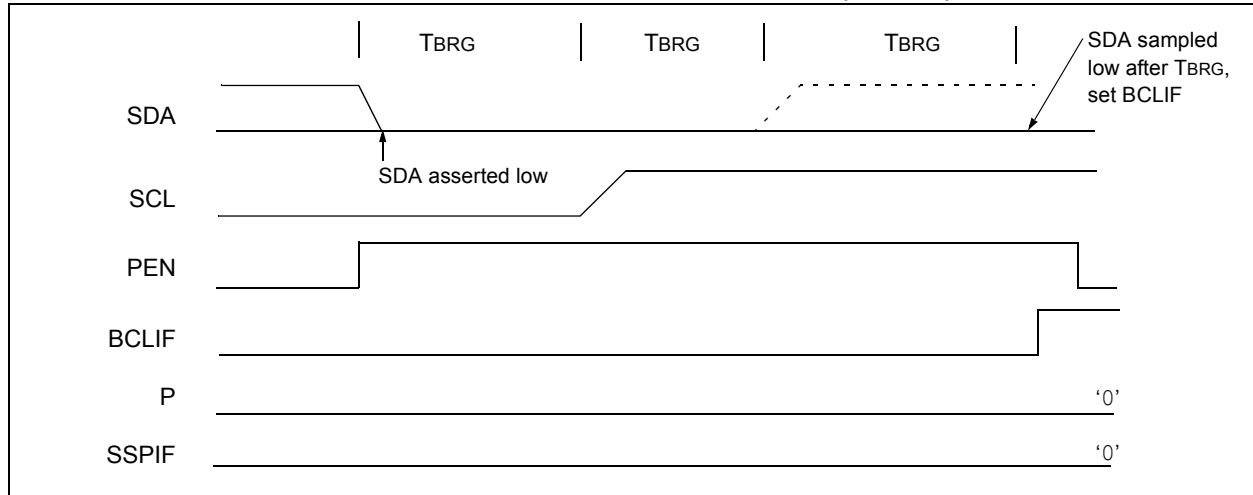 TBRG TBRG TBRG
SDA sampled
low after TBRG,
set BCLIF
SDA
SDA asserted low
SCL
PEN
BCLIF
P ‘0’
SSPIF ‘0’